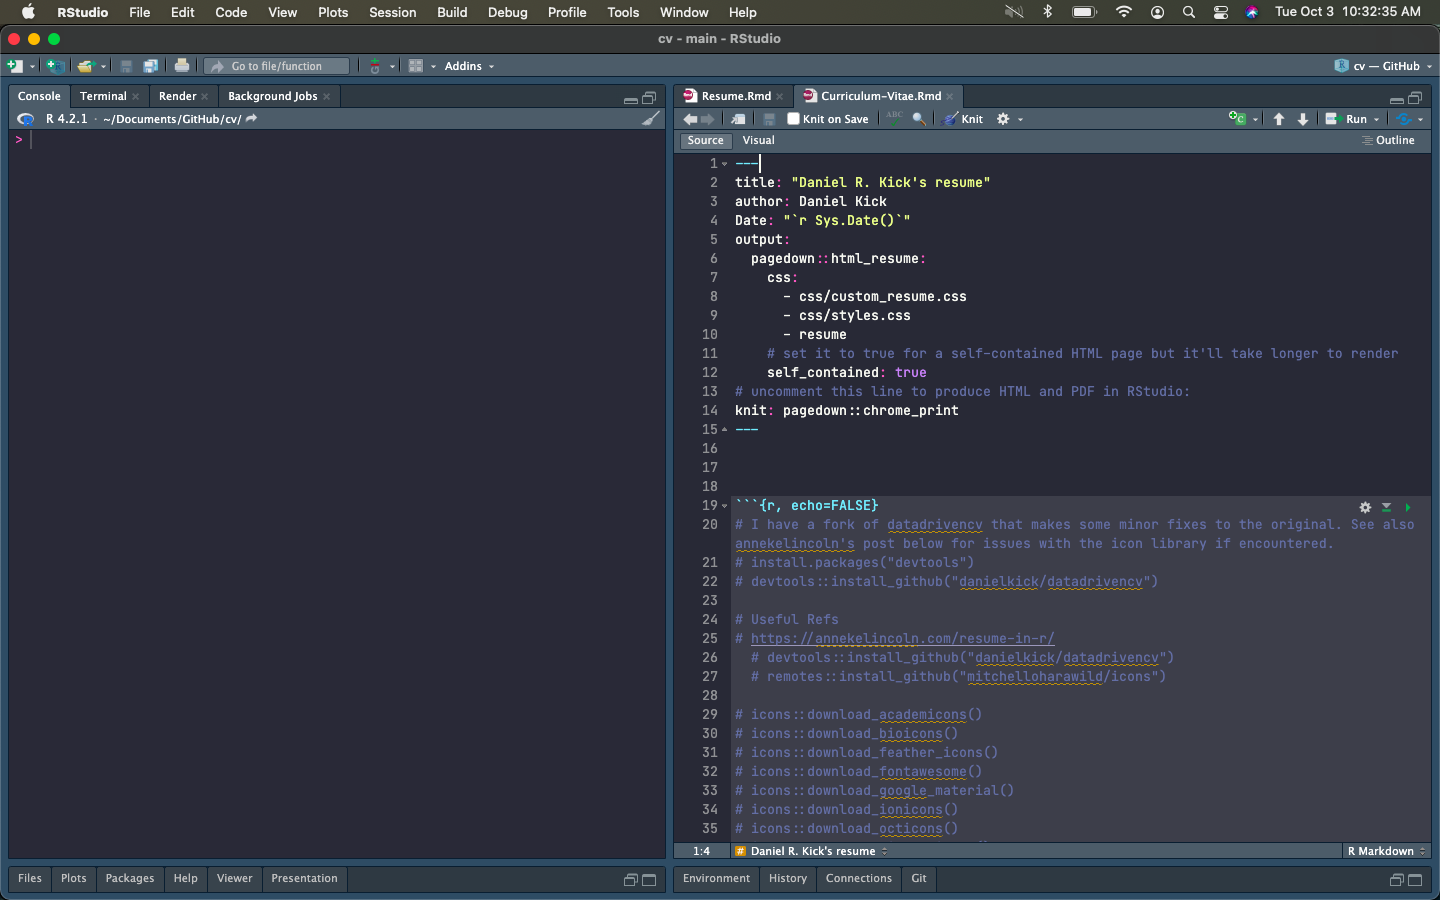 RStudio File Edit Code View Plots Session Build Debug Profile Tools Window Help Tue Oct 3 10:32:35 AM
cv - main - RStudio
Go to file/function Addins cv — GitHub
Console Terminal Render Background Jobs
R 4.2.1 · ~/Documents/GitHub/cv/
>
Resume.Rmd Curriculum-Vitae.Rmd
Knit on Save ABC Knit Run
Source Visual Outline
1 ---
2 title: "Daniel R. Kick's resume"
3 author: Daniel Kick
4 Date: "`r Sys.Date()`"
5 output:
6 pagedown::html_resume:
7 css:
8 - css/custom_resume.css
9 - css/styles.css
10 - resume
11 # set it to true for a self-contained HTML page but it'll take longer to render
12 self_contained: true
13 # uncomment this line to produce HTML and PDF in RStudio:
14 knit: pagedown::chrome_print
15 ---
16
17
18
19 ```{r, echo=FALSE}
20 # I have a fork of datadrivencv that makes some minor fixes to the original. See also
annekelincoln's post below for issues with the icon library if encountered.
21 # install.packages("devtools")
22 # devtools::install_github("danielkick/datadrivencv")
23
24 # Useful Refs
25 # https://annekelincoln.com/resume-in-r/
26 # devtools::install_github("danielkick/datadrivencv")
27 # remotes::install_github("mitchelloharawild/icons")
28
29 # icons::download_academicons()
30 # icons::download_bioicons()
31 # icons::download_feather_icons()
32 # icons::download_fontawesome()
33 # icons::download_google_material()
34 # icons::download_ionicons()
35 # icons::download_octicons()
1:4 # Daniel R. Kick's resume R Markdown
Files Plots Packages Help Viewer Presentation
Environment History Connections Git